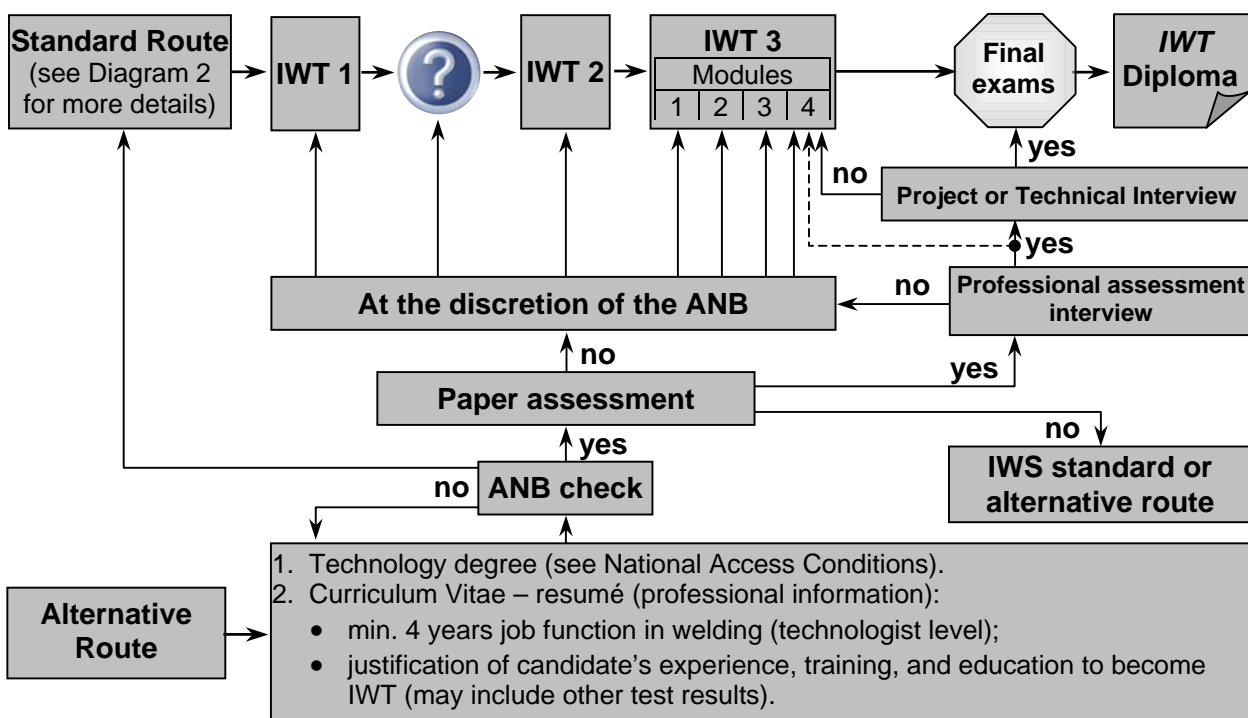 Standard Route
(see Diagram 2
for more details)
IWT 1
?
IWT 2
IWT 3
Modules
1 2 3 4
Final
exams
IWT
Diploma
yes
no
Project or Technical Interview
yes
At the discretion of the ANB
no
Professional assessment
interview
no
yes
Paper assessment
no
yes
IWS standard or
alternative route
no
ANB check
Alternative
Route
1. Technology degree (see National Access Conditions).
2. Curriculum Vitae – resumé (professional information):
• min. 4 years job function in welding (technologist level);
• justification of candidate's experience, training, and education to become
IWT (may include other test results).